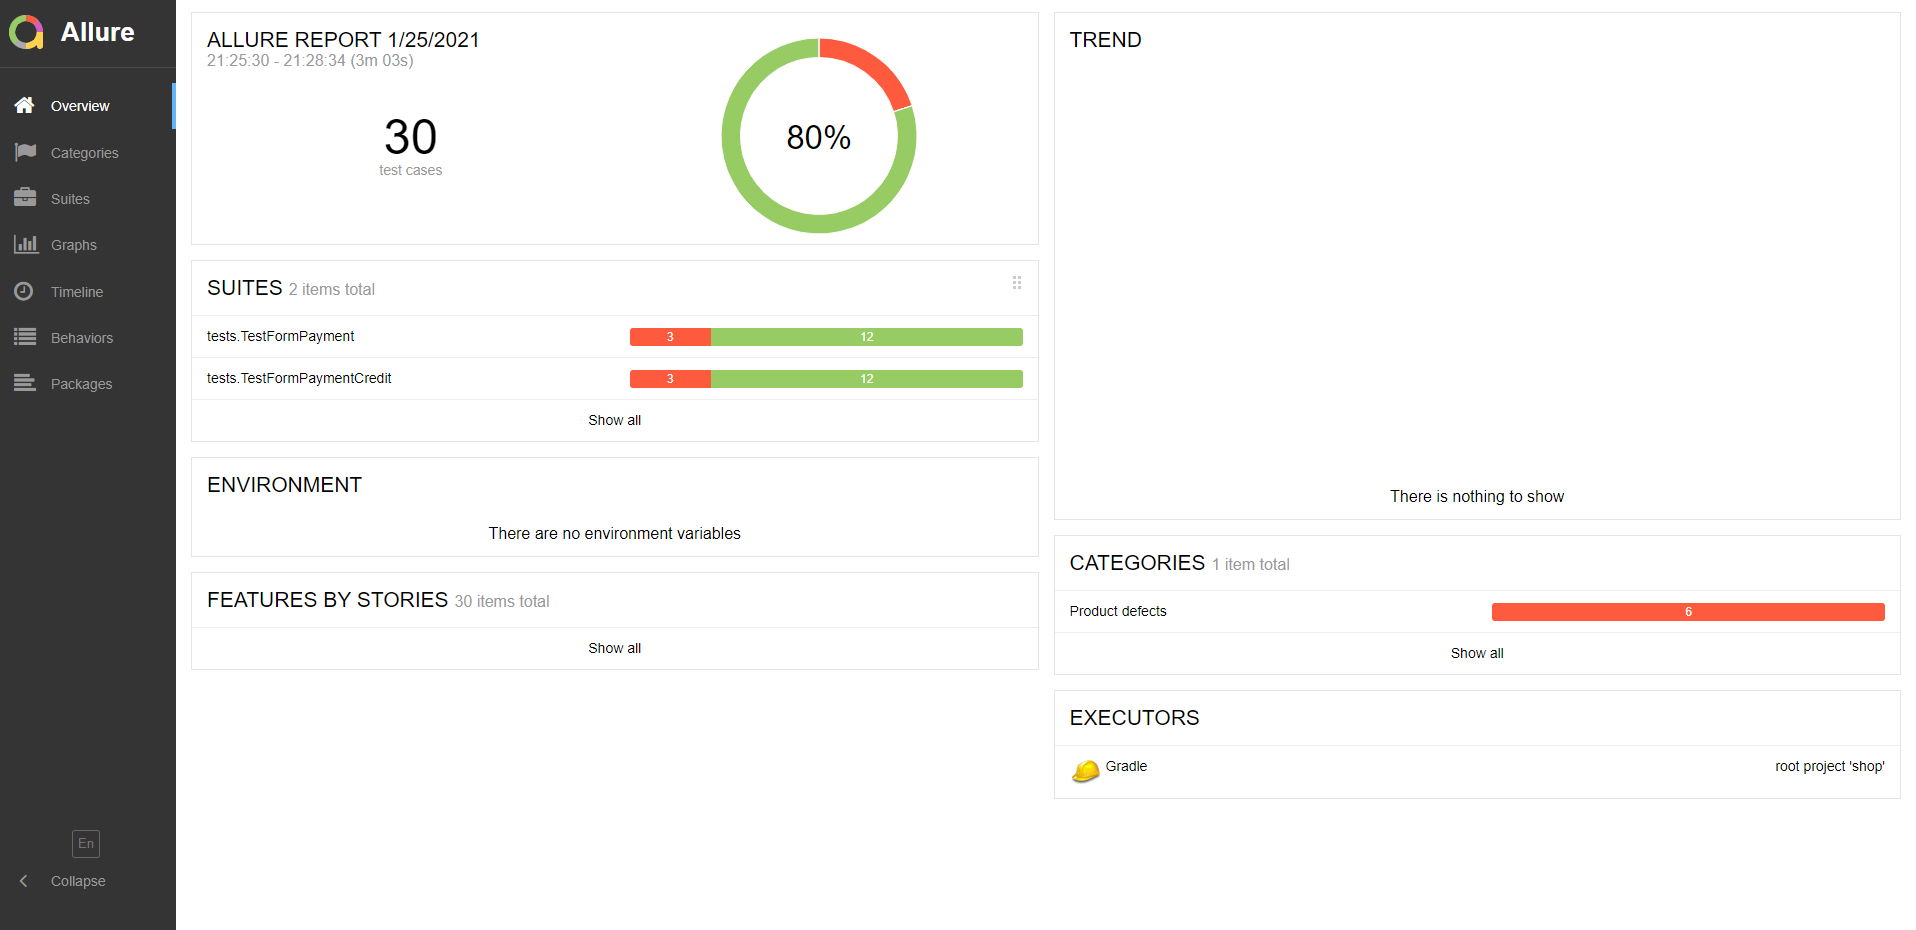 Allure
Overview
Categories
Suites
Graphs
Timeline
Behaviors
Packages
En
Collapse
ALLURE REPORT 1/25/2021
21:25:30 - 21:28:34 (3m 03s)
30
test cases
80%
SUITES 2 items total
tests.TestFormPayment 3 12
tests.TestFormPaymentCredit 3 12
Show all
ENVIRONMENT
There are no environment variables
FEATURES BY STORIES 30 items total
Show all
TREND
There is nothing to show
CATEGORIES 1 item total
Product defects 6
Show all
EXECUTORS
Gradle root project 'shop'